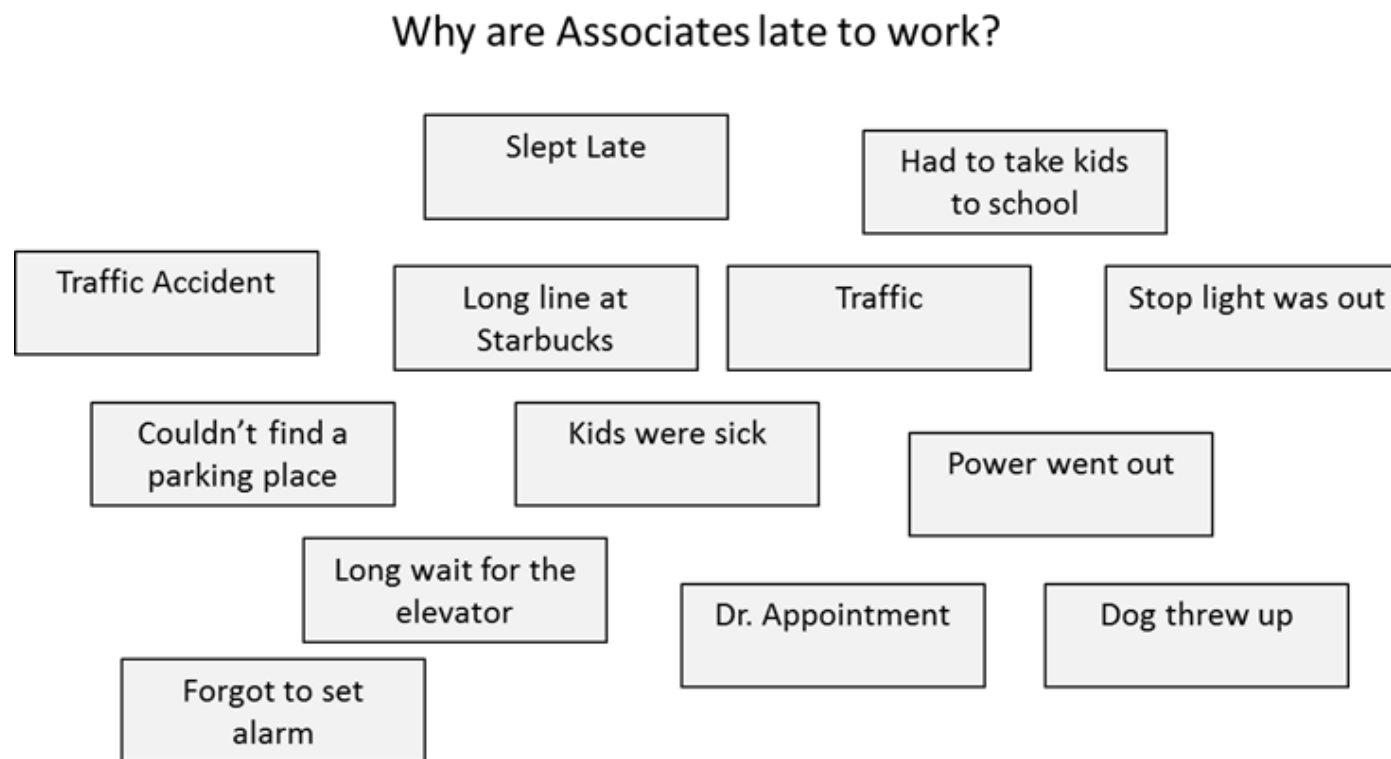 Why are Associates late to work?
Slept Late
Had to take kids
to school
Traffic Accident
Long line at
Starbucks
Traffic
Stop light was out
Couldn’t find a
parking place
Kids were sick
Power went out
Long wait for the
elevator
Dr. Appointment
Dog threw up
Forgot to set
alarm